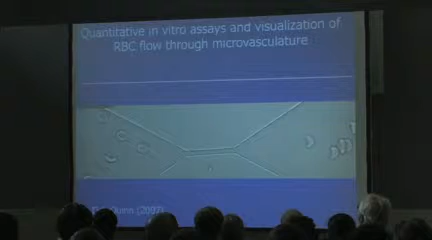 Quantitative in vitro assays and visualization of
RBC flow through microvasculature
Quinn (2007)